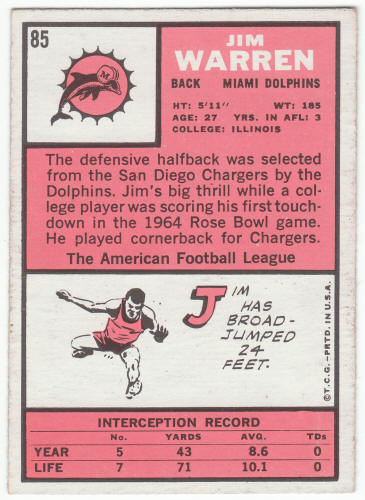 85
M
JIM
WARREN
BACK MIAMI DOLPHINS
HT: 5'11" WT: 185
AGE: 27 YRS. IN AFL: 3
COLLEGE: ILLINOIS
The defensive halfback was selected
from the San Diego Chargers by the
Dolphins. Jim's big thrill while a col-
lege player was scoring his first touch-
down in the 1964 Rose Bowl game.
He played cornerback for Chargers.
The American Football League
JIM
HAS
BROAD-
JUMPED
24
FEET.
©T.C.G.-PRTD. IN U.S.A.
INTERCEPTION RECORD
No. YARDS AVG. TDs
YEAR 5 43 8.6 0
LIFE 7 71 10.1 0